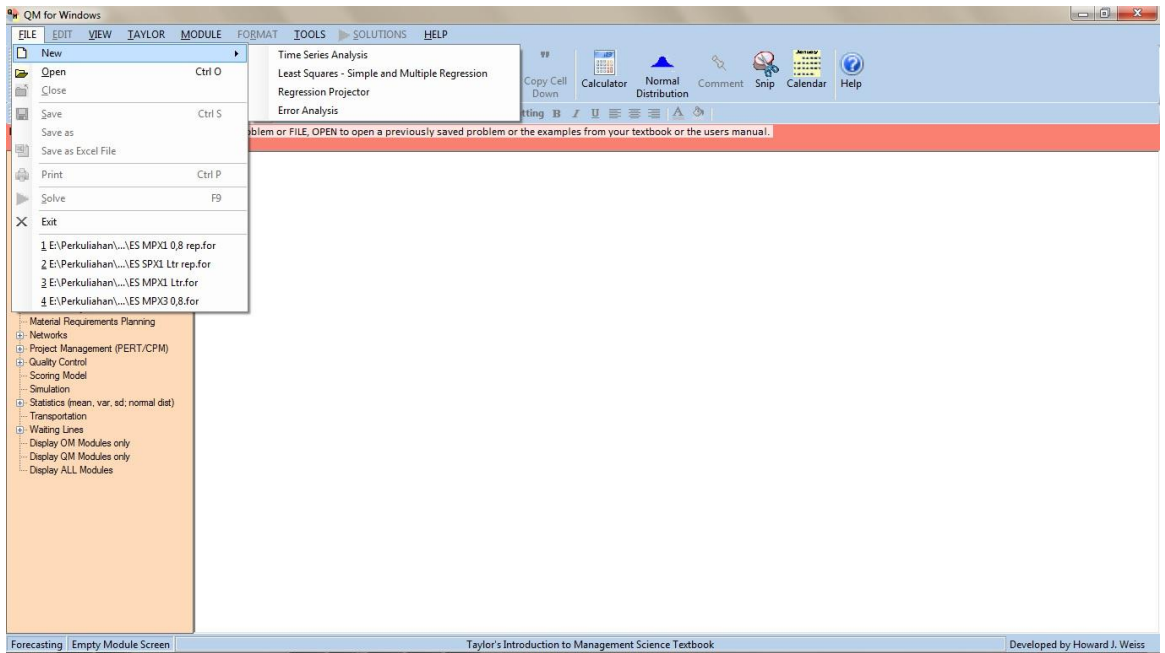 QM for Windows
FILE EDIT VIEW TAYLOR MODULE FORMAT TOOLS SOLUTIONS HELP
New
Open Ctrl O
Close
Save Ctrl S
Save as
Save as Excel File
Print Ctrl P
Solve F9
Exit
1 E:\Perkuliahan\...\ES MPX1 0,8 rep.for
2 E:\Perkuliahan\...\ES SPX1 Ltr rep.for
3 E:\Perkuliahan\...\ES MPX1 Ltr.for
4 E:\Perkuliahan\...\ES MPX3 0,8.for
Time Series Analysis
Least Squares - Simple and Multiple Regression
Regression Projector
Error Analysis
Copy Cell Down
Calculator
Normal Distribution
Comment
Snip
January
Calendar
Help
B I U A
oblem or FILE, OPEN to open a previously saved problem or the examples from your textbook or the users manual.
Material Requirements Planning
Networks
Project Management (PERT/CPM)
Quality Control
Scoring Model
Simulation
Statistics (mean, var, sd; normal dist)
Transportation
Waiting Lines
Display OM Modules only
Display QM Modules only
Display ALL Modules
Forecasting Empty Module Screen Taylor's Introduction to Management Science Textbook Developed by Howard J. Weiss